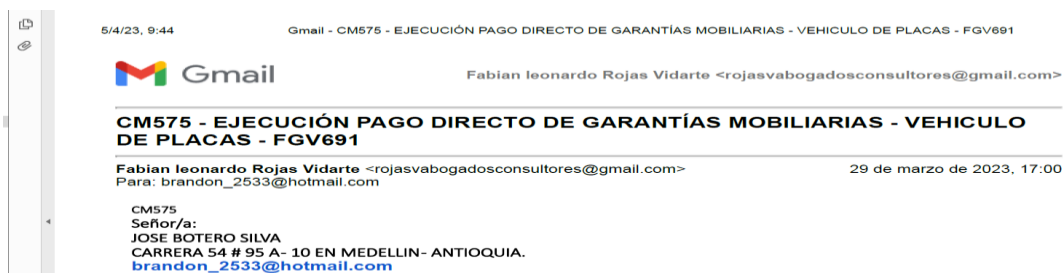 5/4/23, 9:44 Gmail - CM575 - EJECUCIÓN PAGO DIRECTO DE GARANTÍAS MOBILIARIAS - VEHICULO DE PLACAS - FGV691
Gmail Fabian leonardo Rojas Vidarte <rojasvabogadosconsultores@gmail.com>
CM575 - EJECUCIÓN PAGO DIRECTO DE GARANTÍAS MOBILIARIAS - VEHICULO
DE PLACAS - FGV691
Fabian leonardo Rojas Vidarte <rojasvabogadosconsultores@gmail.com> 29 de marzo de 2023, 17:00
Para: brandon_2533@hotmail.com
CM575
Señor/a:
JOSE BOTERO SILVA
CARRERA 54 # 95 A- 10 EN MEDELLIN- ANTIOQUIA.
brandon_2533@hotmail.com